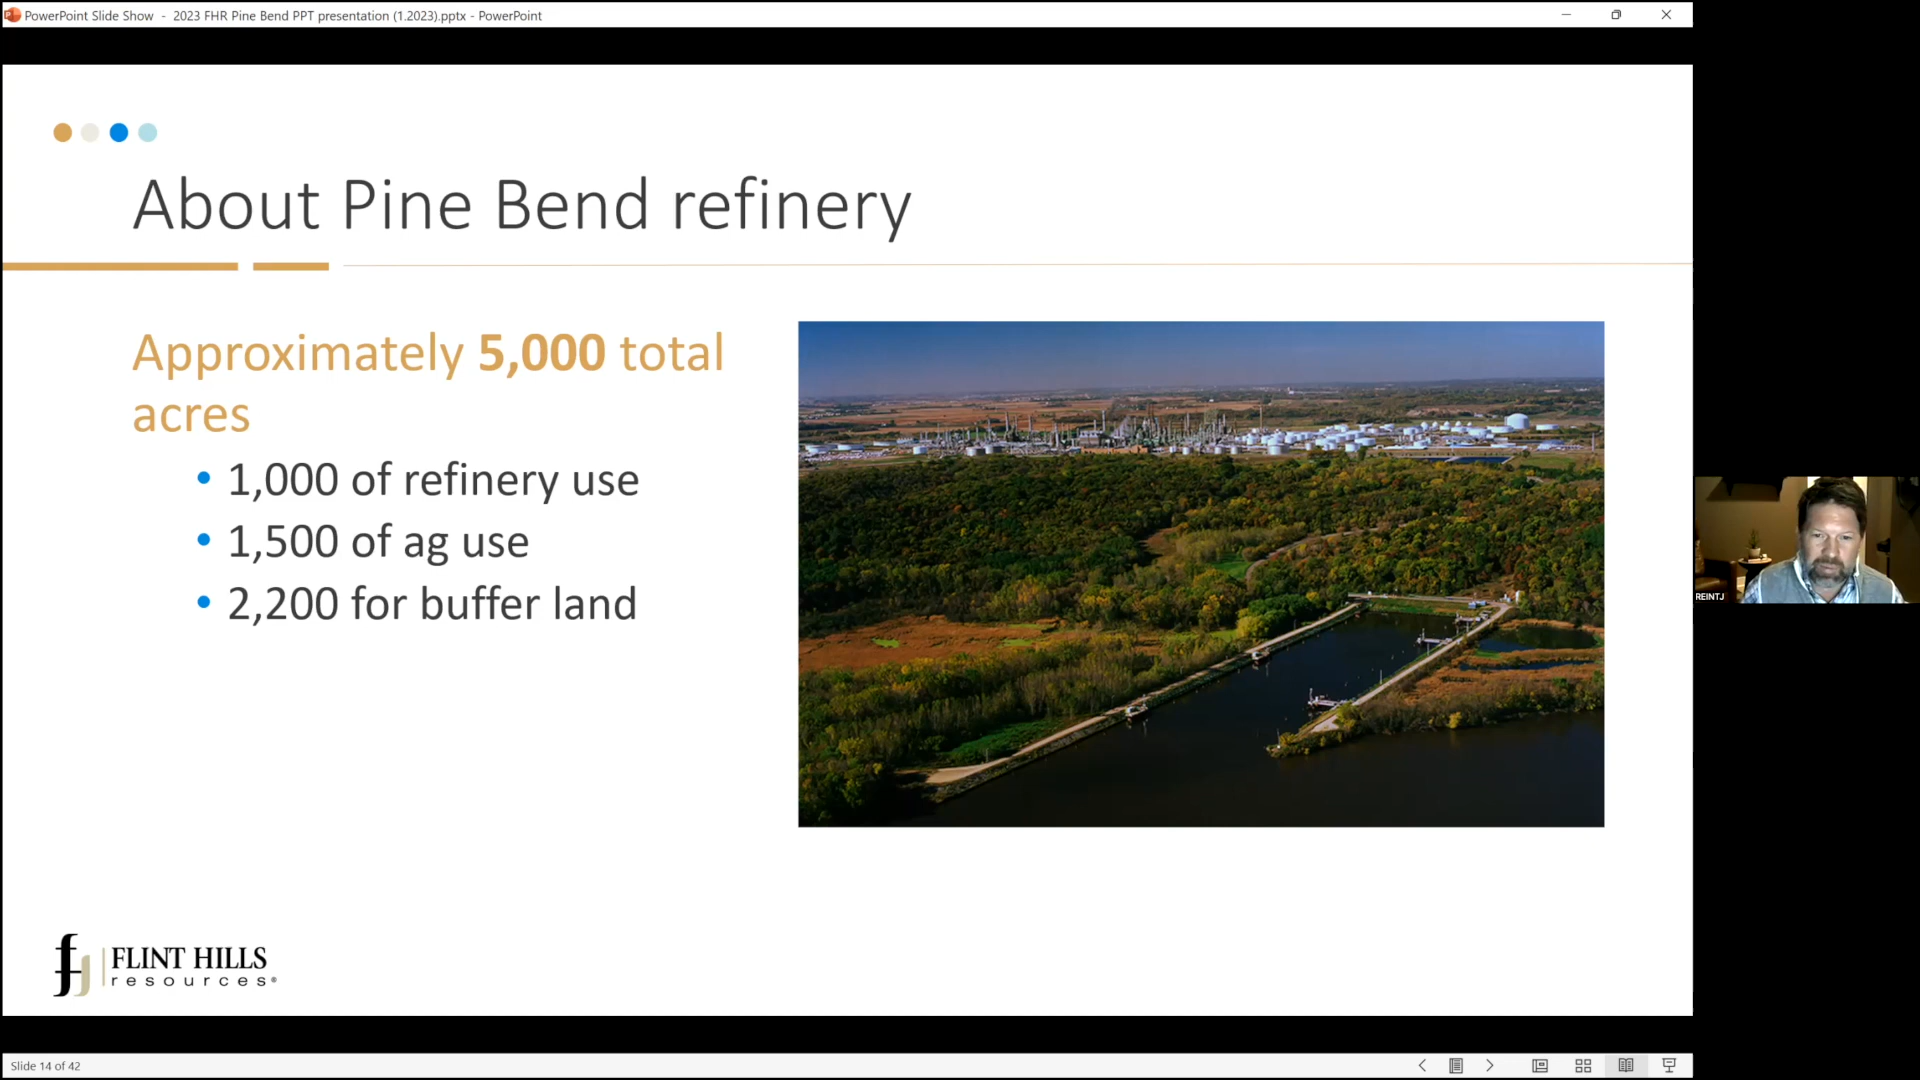 PowerPoint Slide Show - 2023 FHR Pine Bend PPT presentation (1.2023).pptx - PowerPoint
About Pine Bend refinery
Approximately 5,000 total
acres
• 1,000 of refinery use
• 1,500 of ag use
• 2,200 for buffer land
REINTJ
FLINT HILLS
resources®
Slide 14 of 42